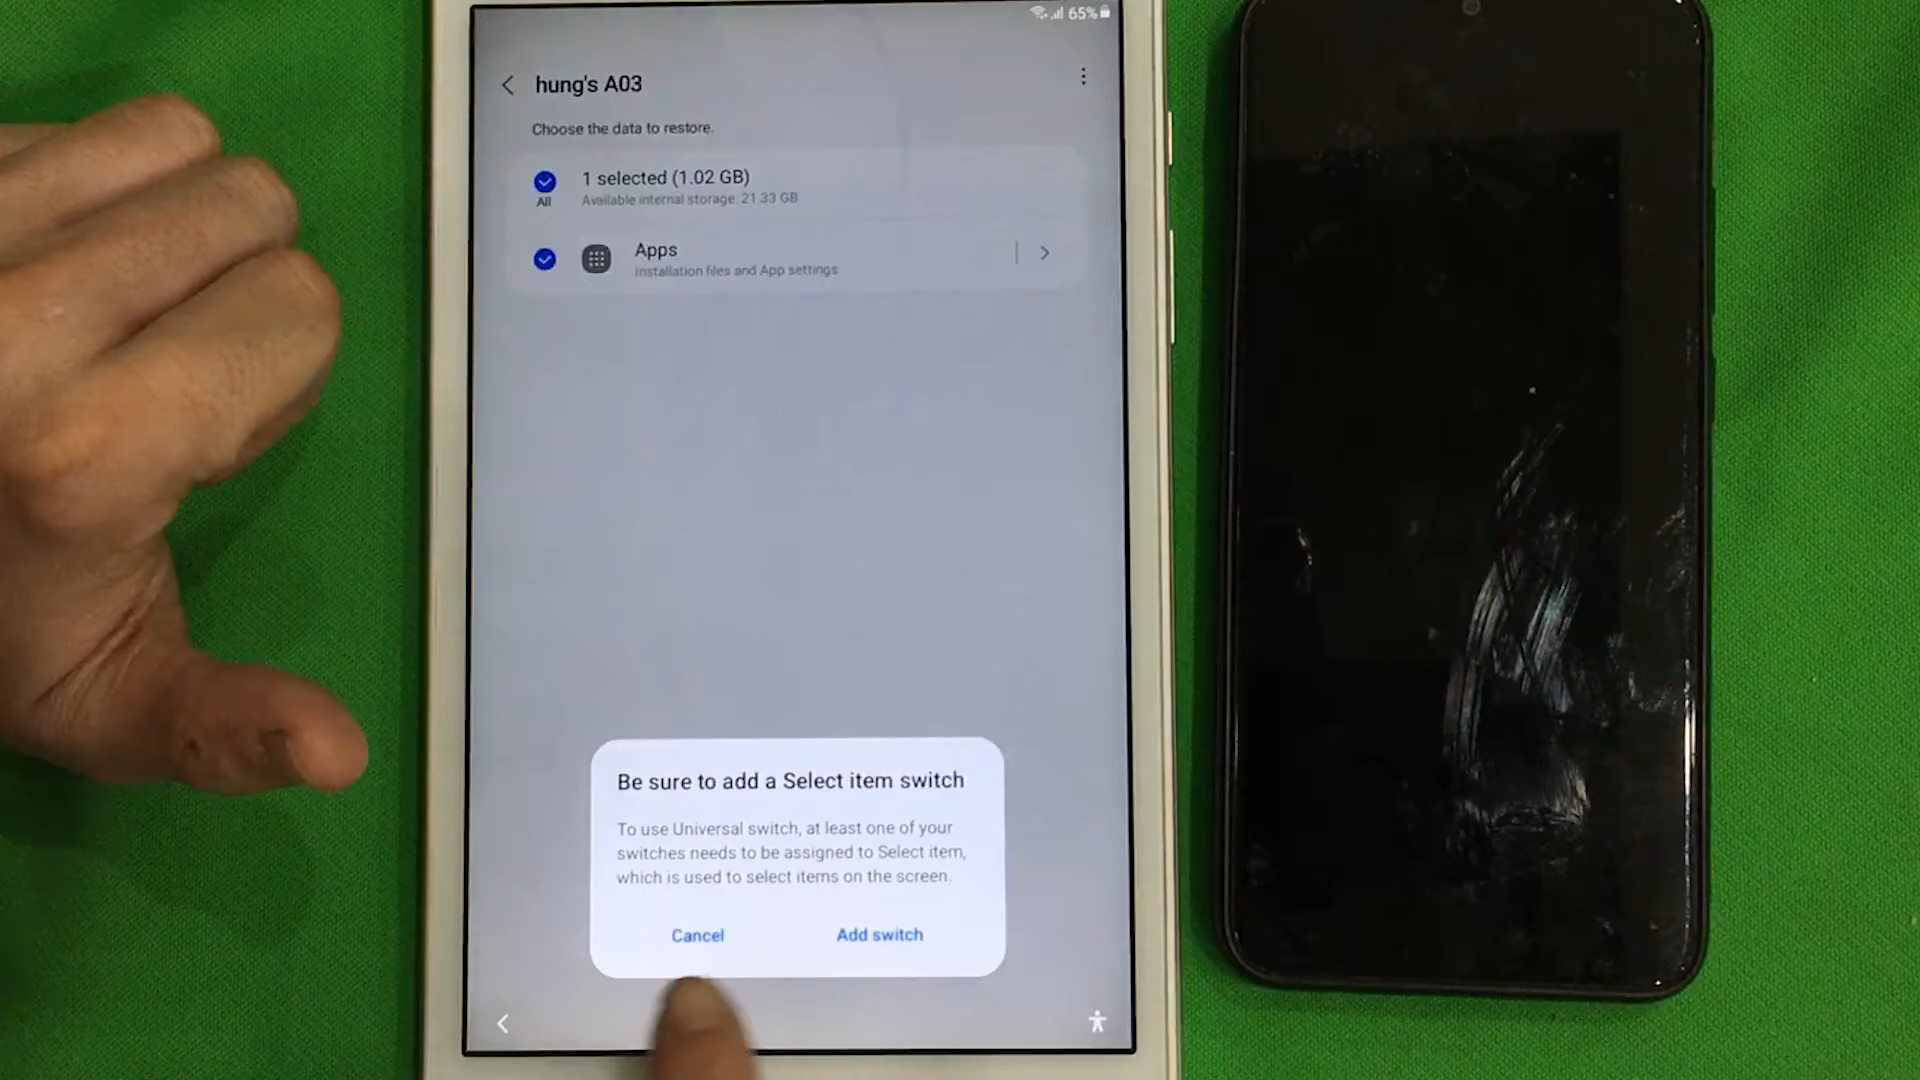 65%
hung's A03
Choose the data to restore.
1 selected (1.02 GB)
Available internal storage: 21.33 GB
All
Apps
Installation files and App settings
Be sure to add a Select item switch
To use Universal switch, at least one of your
switches needs to be assigned to Select item,
which is used to select items on the screen.
Cancel
Add switch